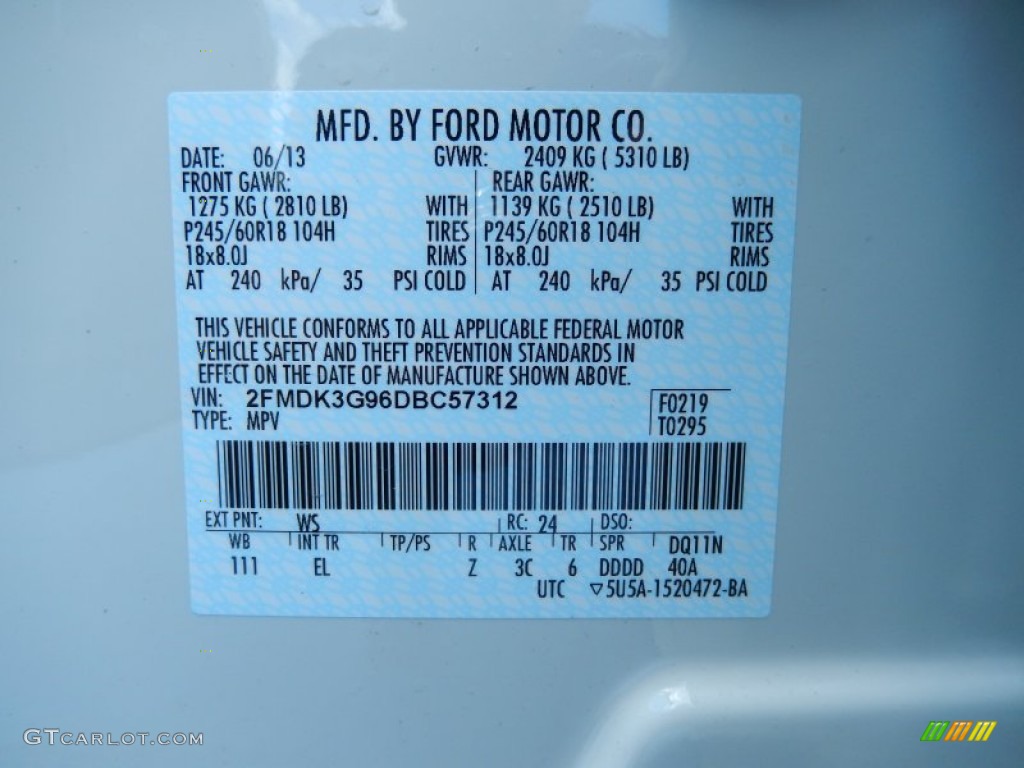 MFD. BY FORD MOTOR CO.
DATE: 06/13 GVWR: 2409 KG ( 5310 LB)
FRONT GAWR: REAR GAWR:
1275 KG ( 2810 LB) WITH 1139 KG ( 2510 LB) WITH
P245/60R18 104H TIRES P245/60R18 104H TIRES
18x8.0J RIMS 18x8.0J RIMS
AT 240 kPa/ 35 PSI COLD AT 240 kPa/ 35 PSI COLD
THIS VEHICLE CONFORMS TO ALL APPLICABLE FEDERAL MOTOR
VEHICLE SAFETY AND THEFT PREVENTION STANDARDS IN
EFFECT ON THE DATE OF MANUFACTURE SHOWN ABOVE.
VIN: 2FMDK3G96DBC57312 F0219
TYPE: MPV T0295
EXT PNT: WS RC: 24 DSO:
WB INT TR TP/PS R AXLE TR SPR DQ11N
111 EL Z 3C 6 DDDD 40A
UTC ▽5U5A-1520472-BA
GTCARLOT.COM